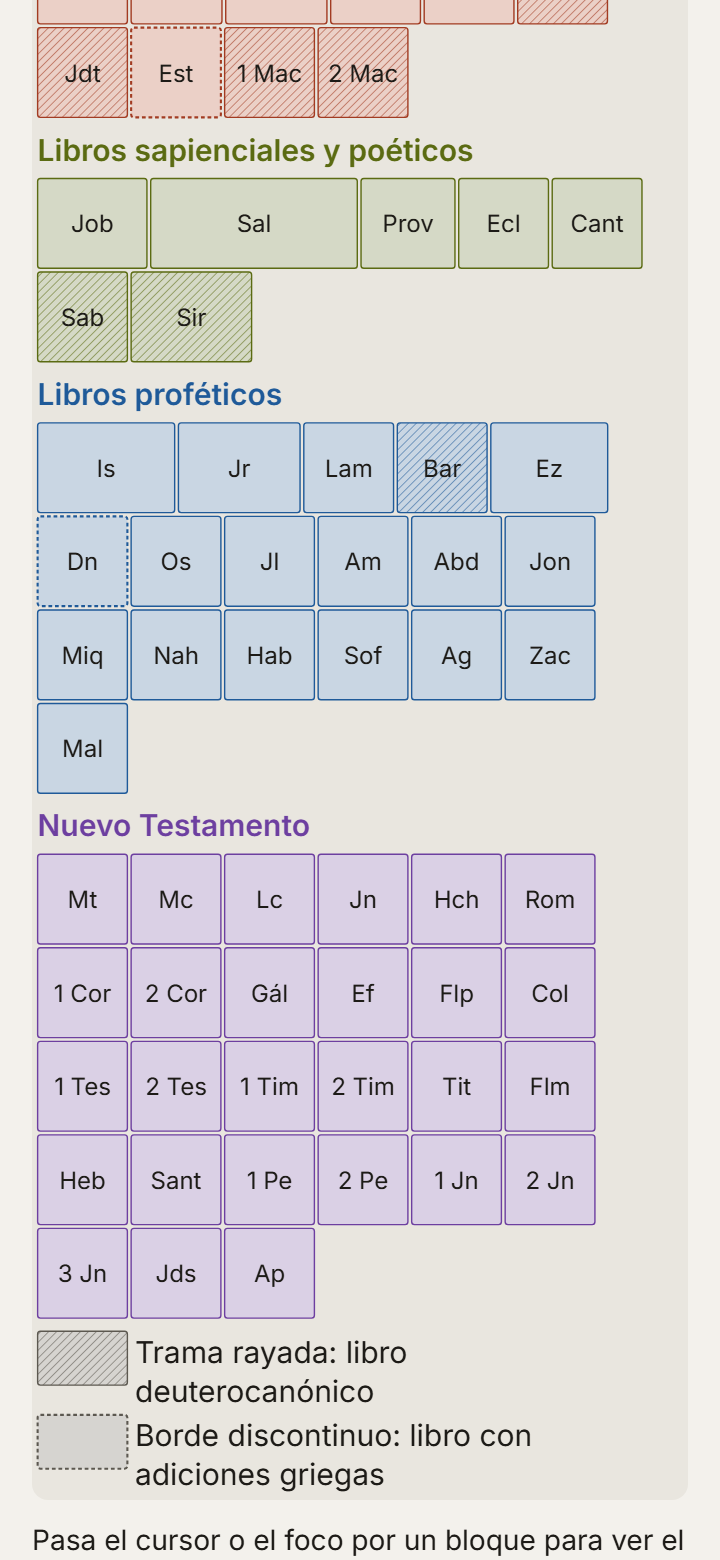 Jdt Est 1 Mac 2 Mac
Libros sapienciales y poéticos
Job Sal Prov Ecl Cant
Sab Sir
Libros proféticos
Is Jr Lam Bar Ez
Dn Os Jl Am Abd Jon
Miq Nah Hab Sof Ag Zac
Mal
Nuevo Testamento
Mt Mc Lc Jn Hch Rom
1 Cor 2 Cor Gál Ef Flp Col
1 Tes 2 Tes 1 Tim 2 Tim Tit Flm
Heb Sant 1 Pe 2 Pe 1 Jn 2 Jn
3 Jn Jds Ap
Trama rayada: libro
deuterocanónico
Borde discontinuo: libro con
adiciones griegas
Pasa el cursor o el foco por un bloque para ver el